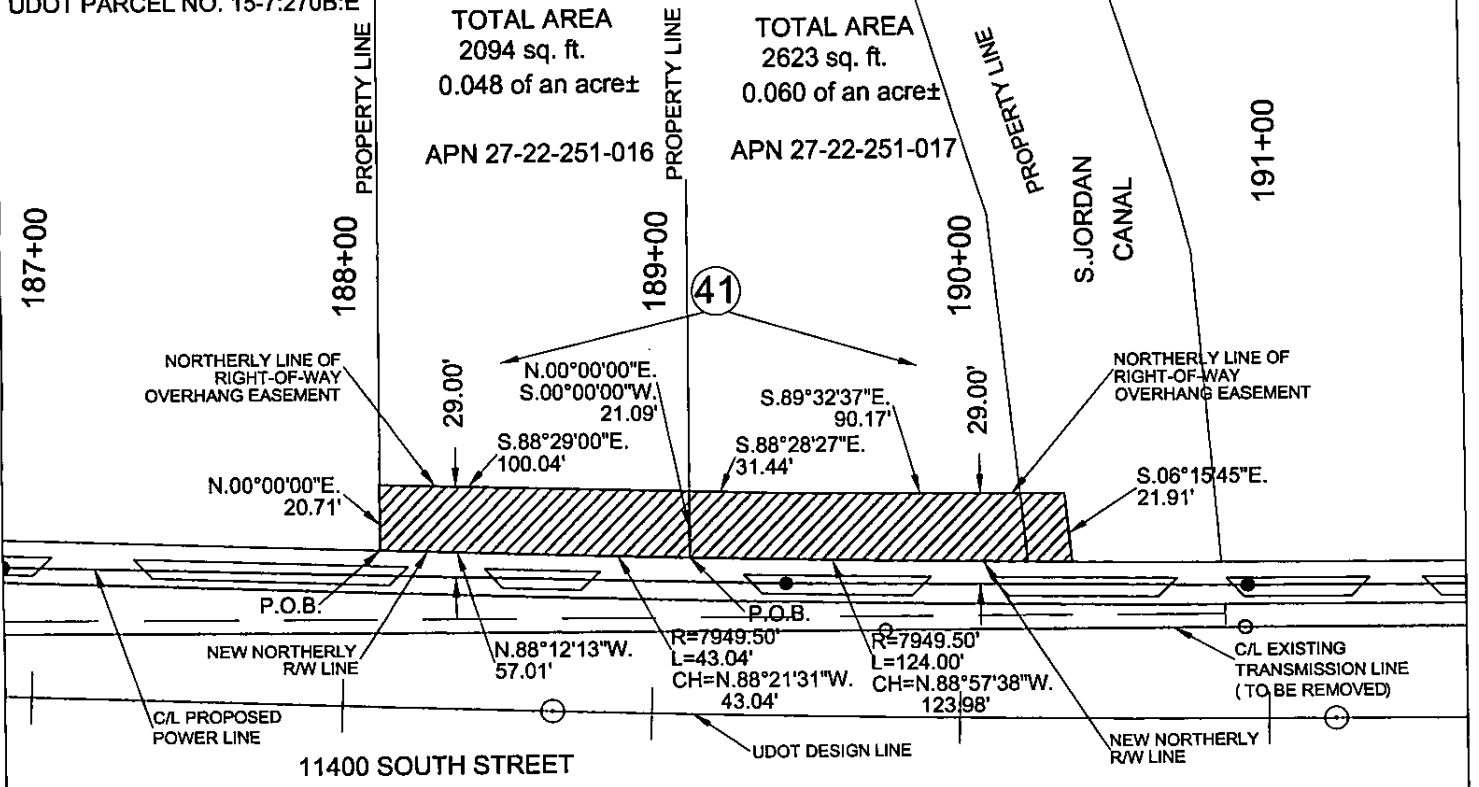 UDOT PARCEL NO. 15-7:270B:E
TOTAL AREA
2094 sq. ft.
0.048 of an acre±
APN 27-22-251-016
TOTAL AREA
2623 sq. ft.
0.060 of an acre±
APN 27-22-251-017
PROPERTY LINE
PROPERTY LINE
PROPERTY LINE
S.JORDAN
CANAL
187+00
188+00
189+00
190+00
191+00
41
NORTHERLY LINE OF
RIGHT-OF-WAY
OVERHANG EASEMENT
29.00'
N.00°00'00"E.
S.00°00'00"W.
21.09'
S.89°32'37"E.
90.17'
29.00'
NORTHERLY LINE OF
RIGHT-OF-WAY
OVERHANG EASEMENT
S.88°29'00"E.
100.04'
S.88°28'27"E.
31.44'
N.00°00'00"E.
20.71'
S.06°15'45"E.
21.91'
P.O.B.
P.O.B.
NEW NORTHERLY
R/W LINE
N.88°12'13"W.
57.01'
R=7949.50'
L=43.04'
CH=N.88°21'31"W.
43.04'
R=7949.50'
L=124.00'
CH=N.88°57'38"W.
123.98'
C/L EXISTING
TRANSMISSION LINE
( TO BE REMOVED)
C/L PROPOSED
POWER LINE
UDOT DESIGN LINE
NEW NORTHERLY
R/W LINE
11400 SOUTH STREET